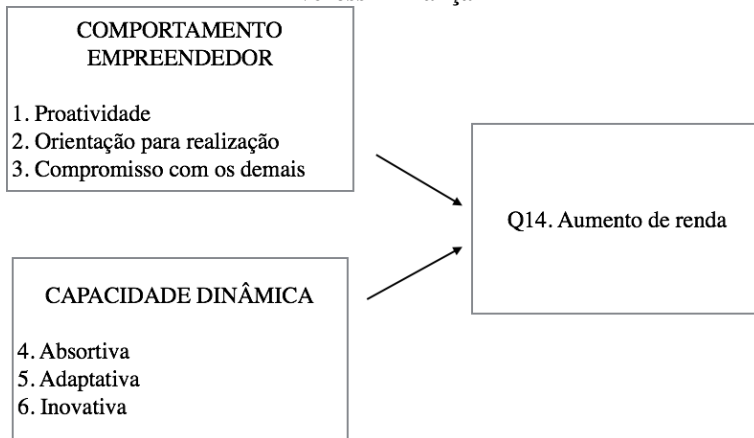 COMPORTAMENTO
EMPREENDEDOR
1. Proatividade
2. Orientação para realização
3. Compromisso com os demais
Q14. Aumento de renda
CAPACIDADE DINÂMICA
4. Absortiva
5. Adaptativa
6. Inovativa